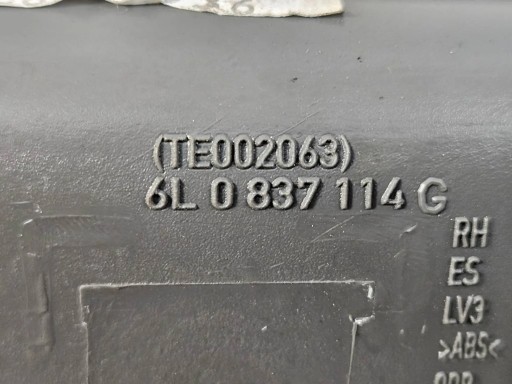 (TE002063)
6L 0 837 114 G
RH
ES
LV3
>ABS<